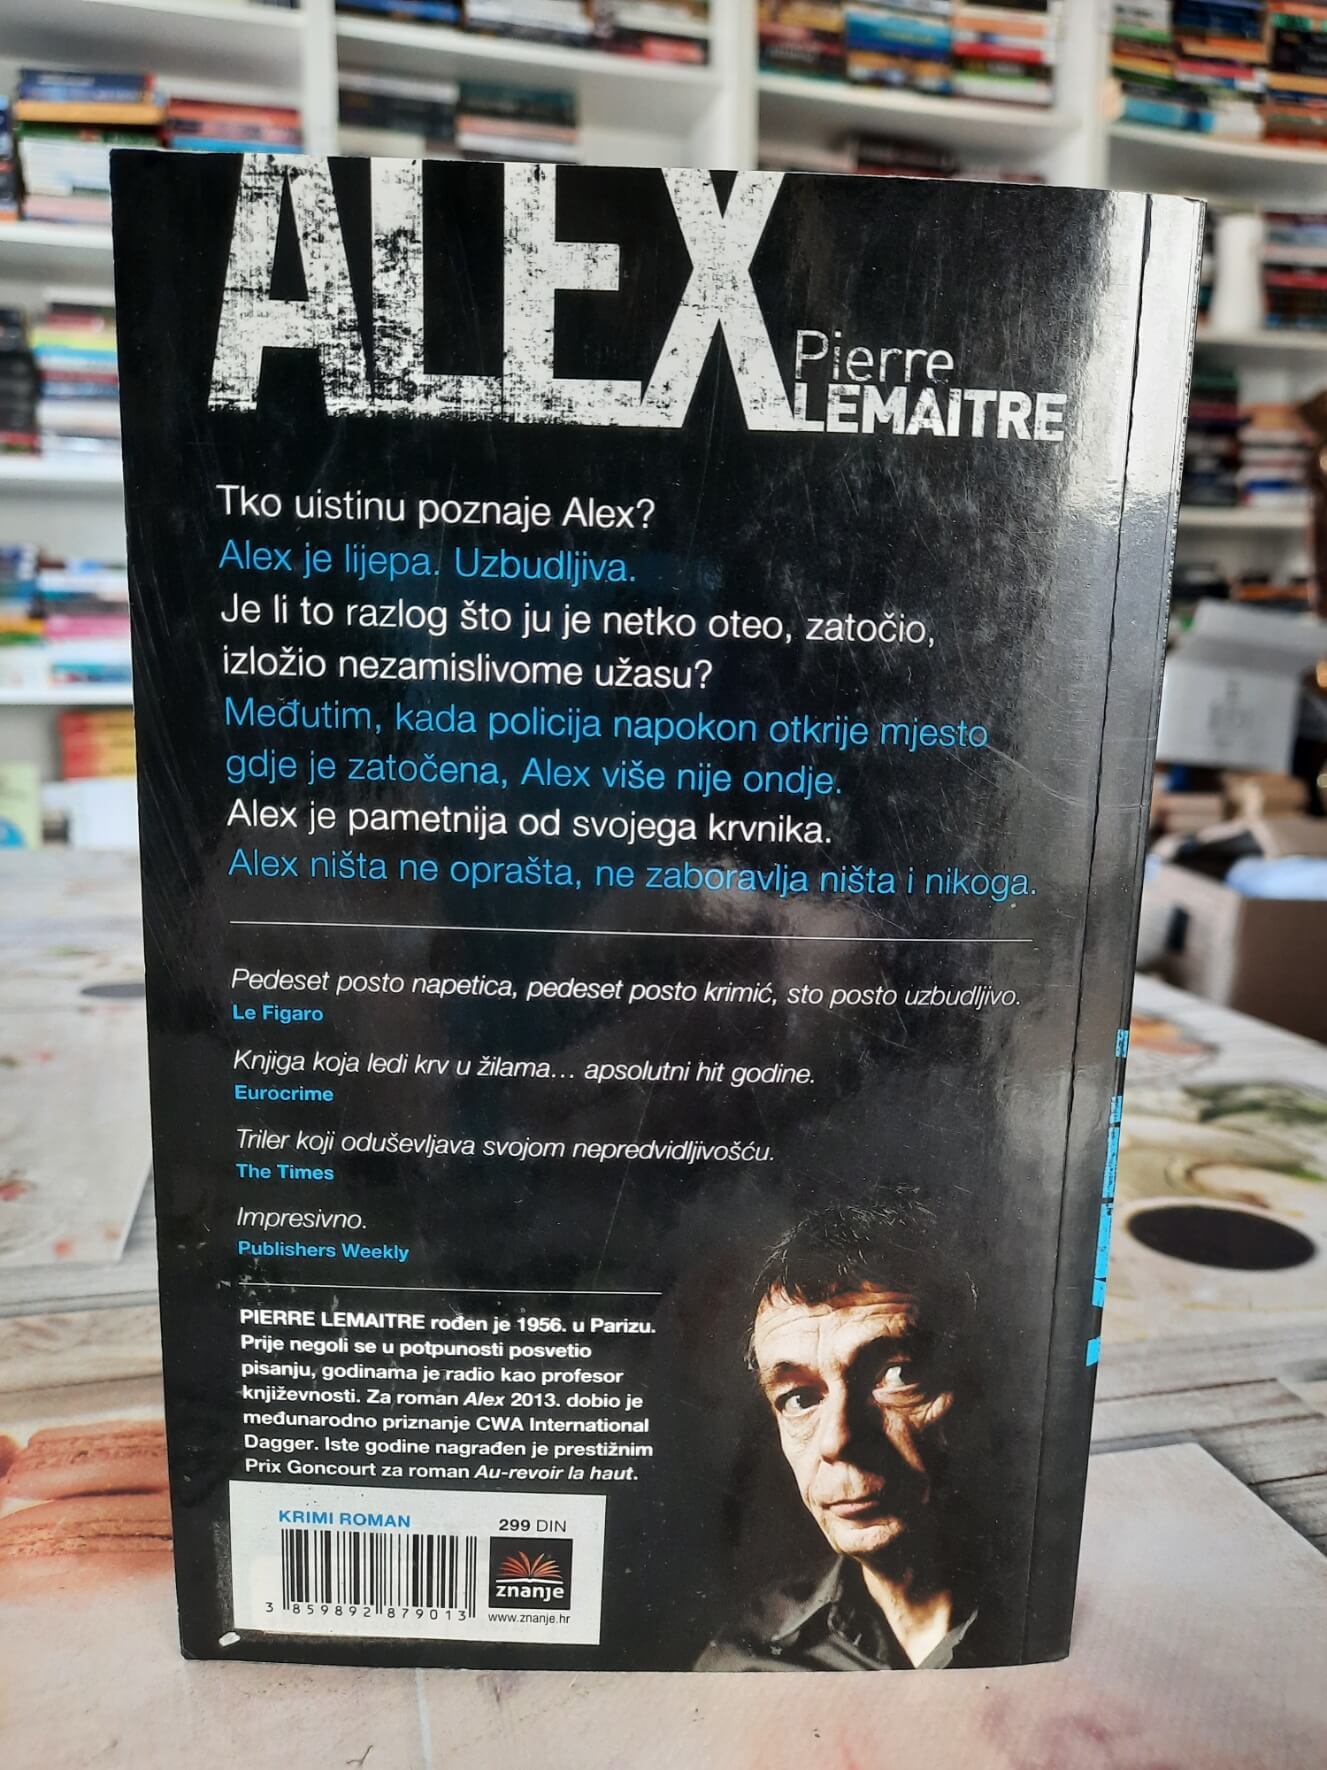 ALEX
Pierre
LEMAITRE
Tko uistinu poznaje Alex?
Alex je lijepa. Uzbudljiva.
Je li to razlog što ju je netko oteo, zatočio,
izložio nezamislivome užasu?
Međutim, kada policija napokon otkrije mjesto
gdje je zatočena, Alex više nije ondje.
Alex je pametnija od svojega krvnika.
Alex ništa ne oprašta, ne zaboravlja ništa i nikoga.
Pedeset posto napetica, pedeset posto krimić, sto posto uzbudljivo.
Le Figaro
Knjiga koja ledi krv u žilama... apsolutni hit godine.
Eurocrime
Triler koji oduševljava svojom nepredvidljivošću.
The Times
Impresivno.
Publishers Weekly
PIERRE LEMAITRE rođen je 1956. u Parizu.
Prije negoli se u potpunosti posvetio
pisanju, godinama je radio kao profesor
književnosti. Za roman Alex 2013. dobio je
međunarodno priznanje CWA International
Dagger. Iste godine nagrađen je prestižnim
Prix Goncourt za roman Au-revoir la haut.
KRIMI ROMAN
299 DIN
znanje
www.znanje.hr
3 859892 879013